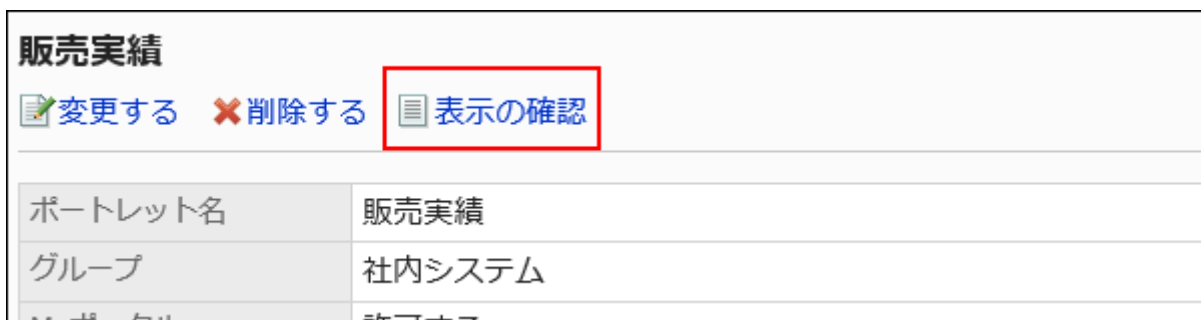 販売実績
変更する 削除する 表示の確認
ポートレット名 販売実績
グループ 社内システム